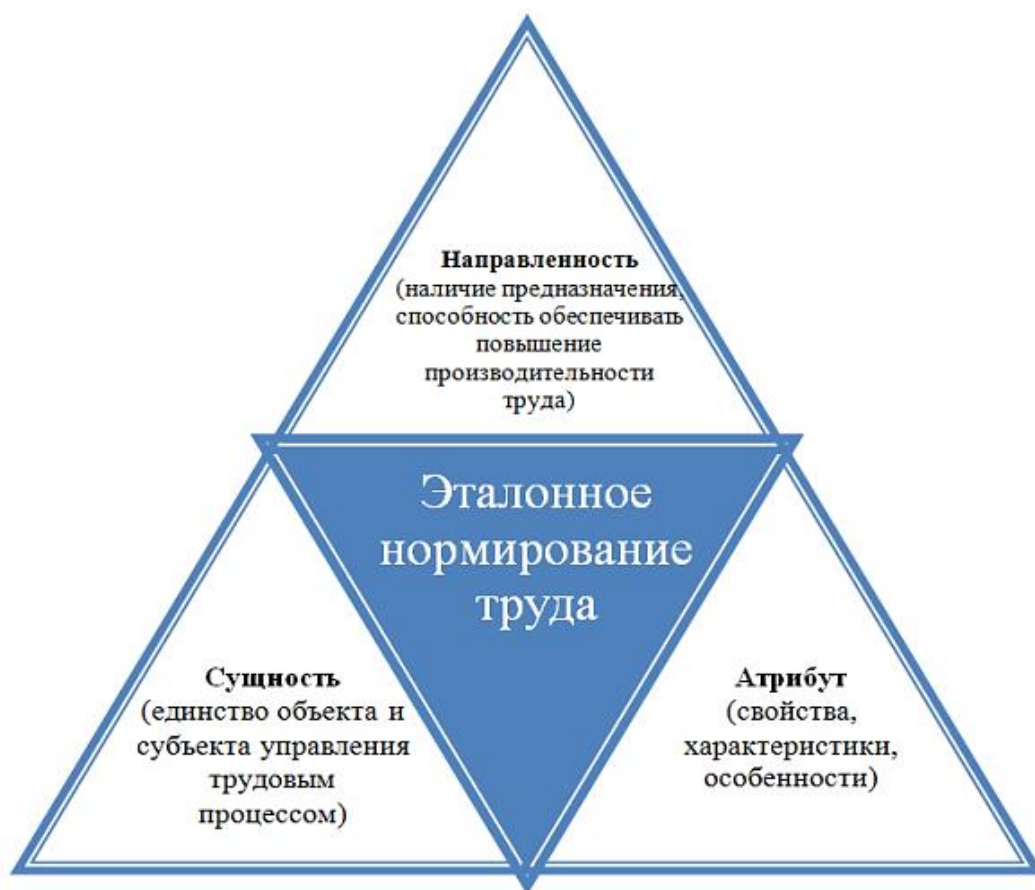 Направленность
(наличие предназначения,
способность обеспечивать
повышение
производительности
труда)
Эталонное
нормирование
труда
Сущность
(единство объекта и
субъекта управления
трудовым
процессом)
Атрибут
(свойства,
характеристики,
особенности)